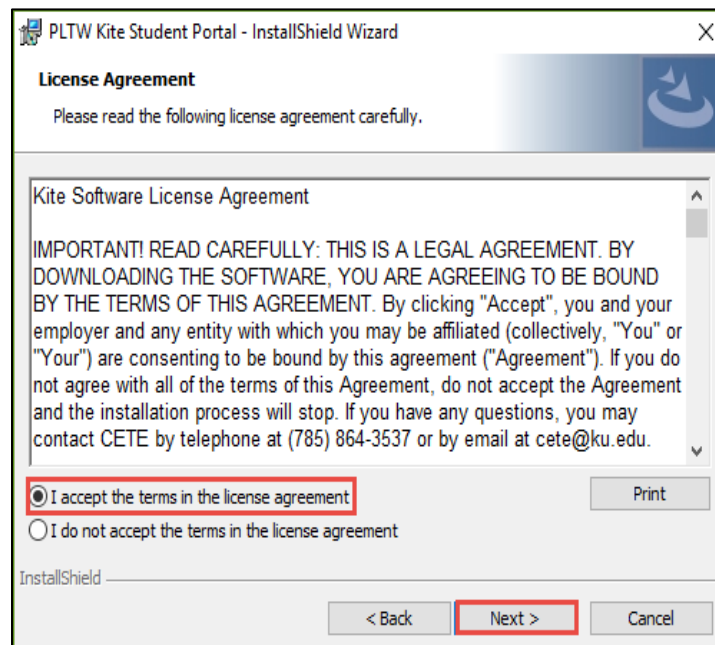 PLTW Kite Student Portal - InstallShield Wizard
License Agreement
Please read the following license agreement carefully.
Kite Software License Agreement
IMPORTANT! READ CAREFULLY: THIS IS A LEGAL AGREEMENT. BY
DOWNLOADING THE SOFTWARE, YOU ARE AGREEING TO BE BOUND
BY THE TERMS OF THIS AGREEMENT. By clicking "Accept", you and your
employer and any entity with which you may be affiliated (collectively, "You" or
"Your") are consenting to be bound by this agreement ("Agreement"). If you do
not agree with all of the terms of this Agreement, do not accept the Agreement
and the installation process will stop. If you have any questions, you may
contact CETE by telephone at (785) 864-3537 or by email at cete@ku.edu.
I accept the terms in the license agreement
Print
I do not accept the terms in the license agreement
InstallShield
< Back
Next >
Cancel